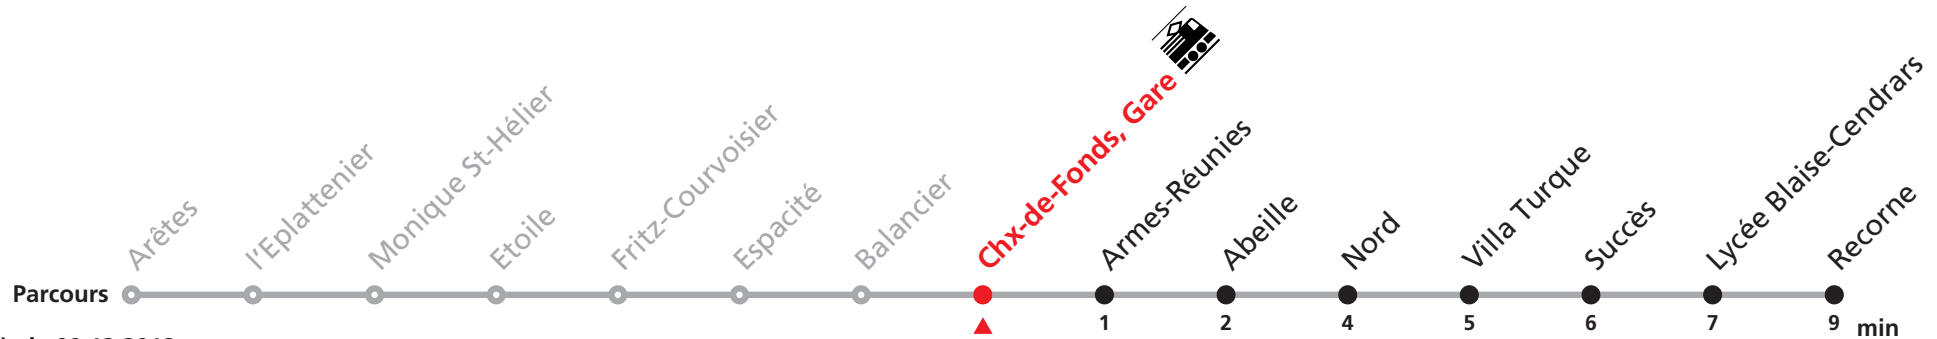 Arêtes
l'Eplattenier
Monique St-Hélier
Etoile
Fritz-Courvoisier
Espacité
Balancier
Chx-de-Fonds, Gare
Armes-Réunies
Abeille
Nord
Villa Turque
Succès
Lycée Blaise-Cendrars
Recorne
Parcours
1 2 4 5 6 7 9 min